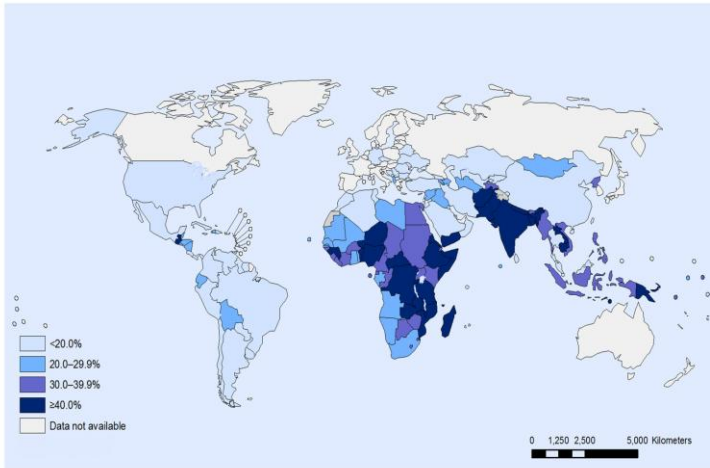 <20.0%
20.0–29.9%
30.0–39.9%
≥40.0%
Data not available
0 1,250 2,500 5,000 Kilometers